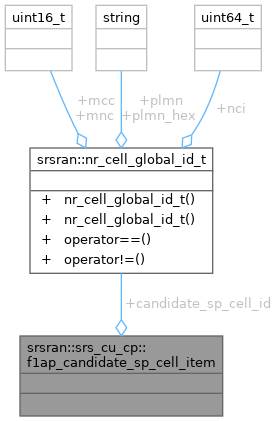 uint16_t
string
uint64_t
+mcc
+mnc
+plmn
+plmn_hex
+nci
srsran::nr_cell_global_id_t
+ nr_cell_global_id_t()
+ nr_cell_global_id_t()
+ operator==()
+ operator!=()
+candidate_sp_cell_id
srsran::srs_cu_cp::
f1ap_candidate_sp_cell_item